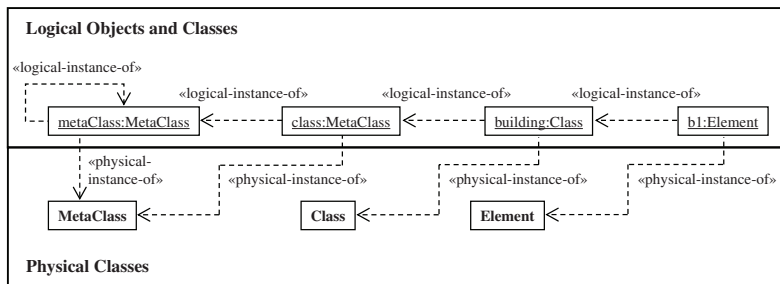 Logical Objects and Classes
«logical-instance-of»
«logical-instance-of»
«logical-instance-of»
«logical-instance-of»
metaClass:MetaClass
class:MetaClass
building:Class
b1:Element
«physical-
instance-of»
«physical-instance-of»
«physical-instance-of»
«physical-instance-of»
MetaClass
Class
Element
Physical Classes